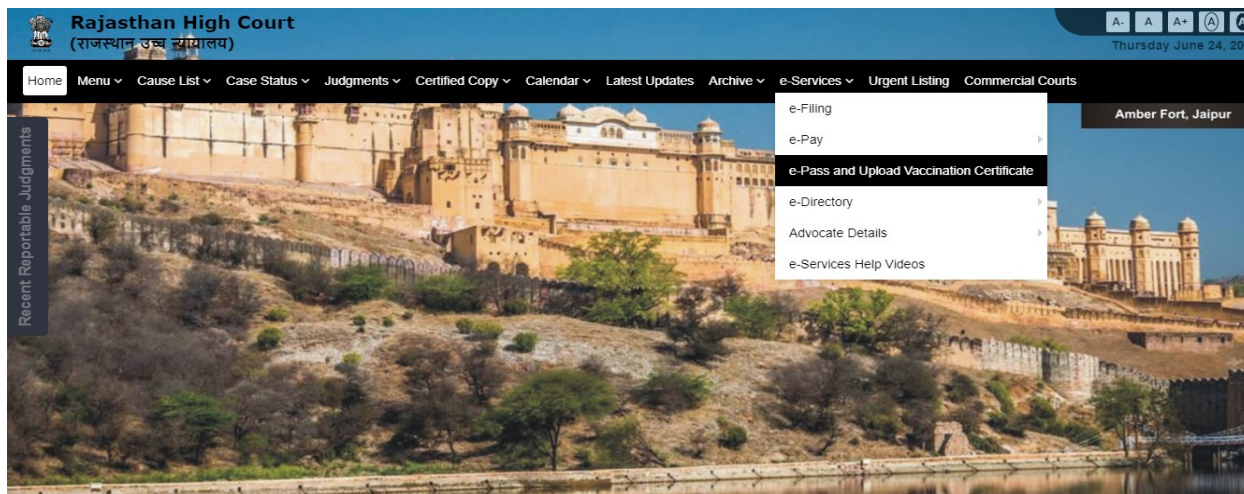 Rajasthan High Court
(राजस्थान उच्च न्यायालय)
A- A A+ A A
Thursday June 24, 20
Home Menu Cause List Case Status Judgments Certified Copy Calendar Latest Updates Archive e-Services Urgent Listing Commercial Courts
e-Filing
e-Pay
e-Pass and Upload Vaccination Certificate
e-Directory
Advocate Details
e-Services Help Videos
Amber Fort, Jaipur
Recent Reportable Judgments